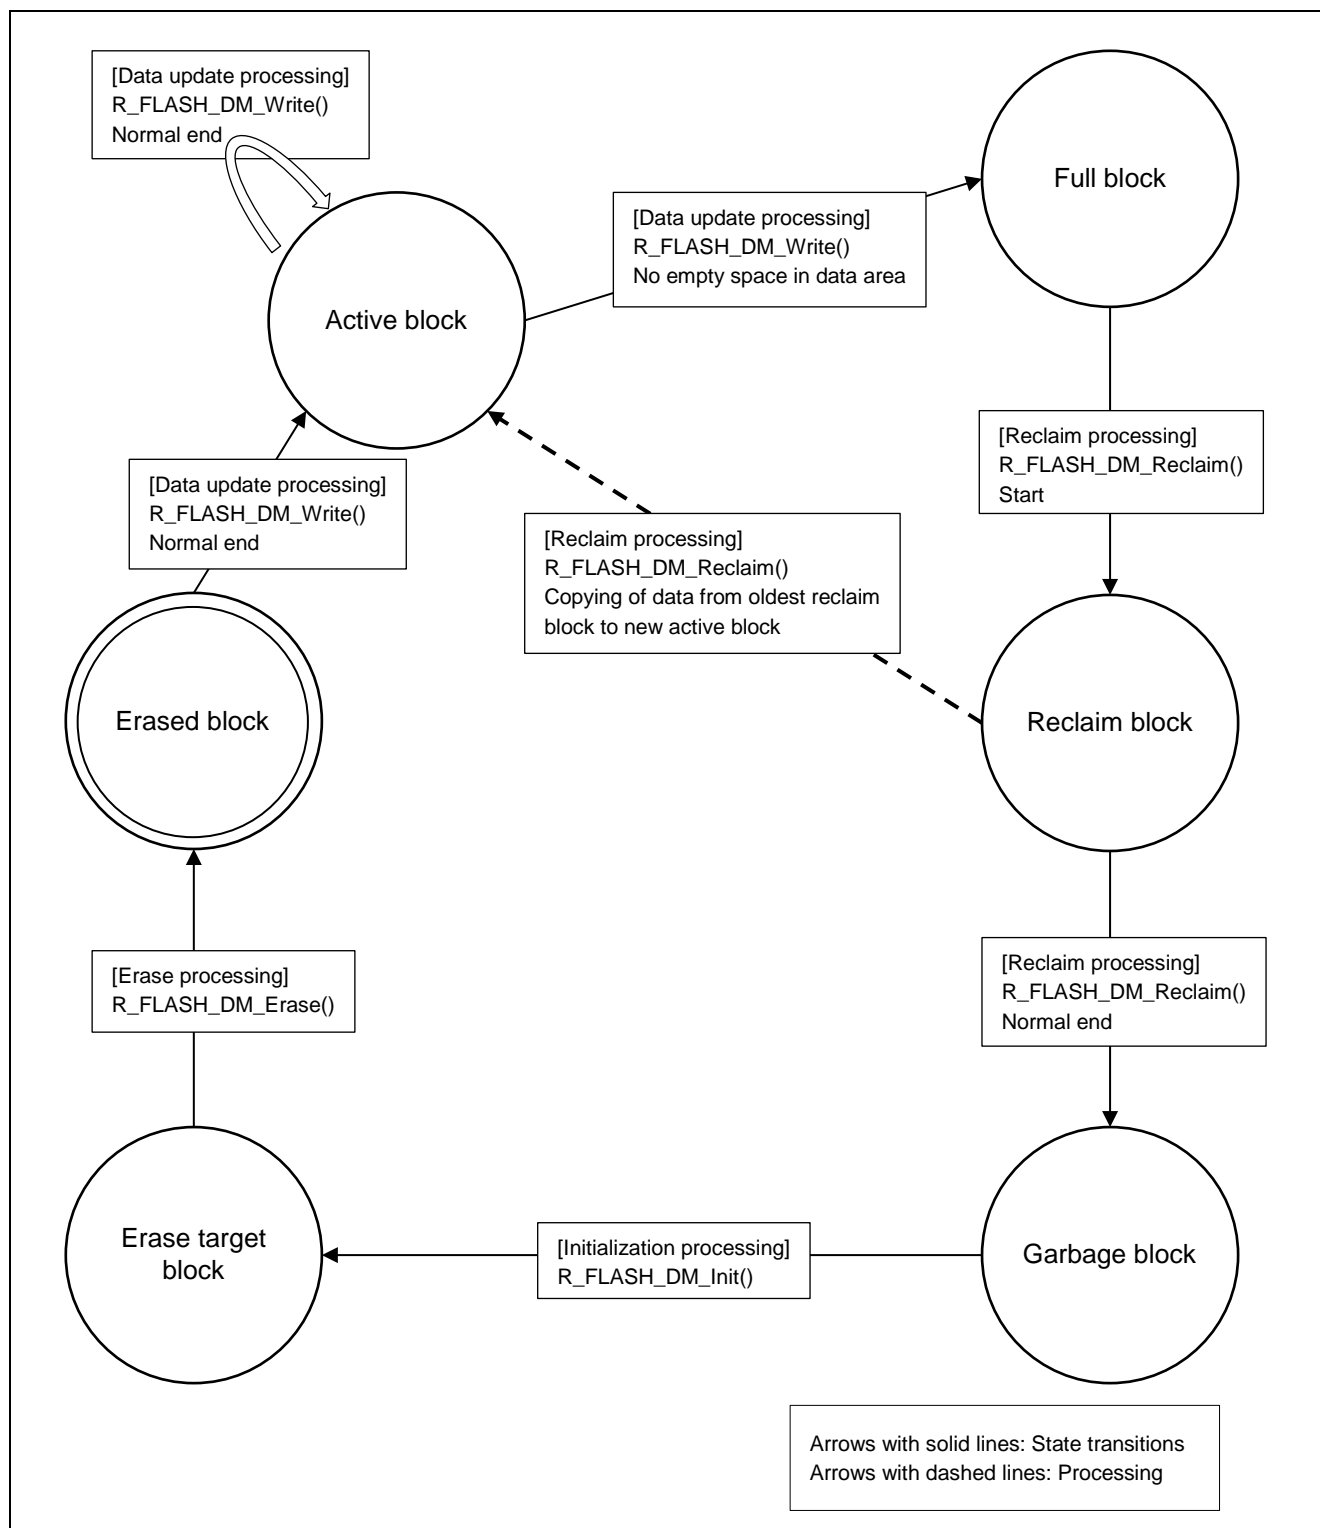 [Data update processing]
R_FLASH_DM_Write()
Normal end
Full block
[Data update processing]
R_FLASH_DM_Write()
No empty space in data area
Active block
[Reclaim processing]
R_FLASH_DM_Reclaim()
Start
[Data update processing]
R_FLASH_DM_Write()
Normal end
[Reclaim processing]
R_FLASH_DM_Reclaim()
Copying of data from oldest reclaim
block to new active block
Erased block
Reclaim block
[Erase processing]
R_FLASH_DM_Erase()
[Reclaim processing]
R_FLASH_DM_Reclaim()
Normal end
Erase target
block
[Initialization processing]
R_FLASH_DM_Init()
Garbage block
Arrows with solid lines: State transitions
Arrows with dashed lines: Processing